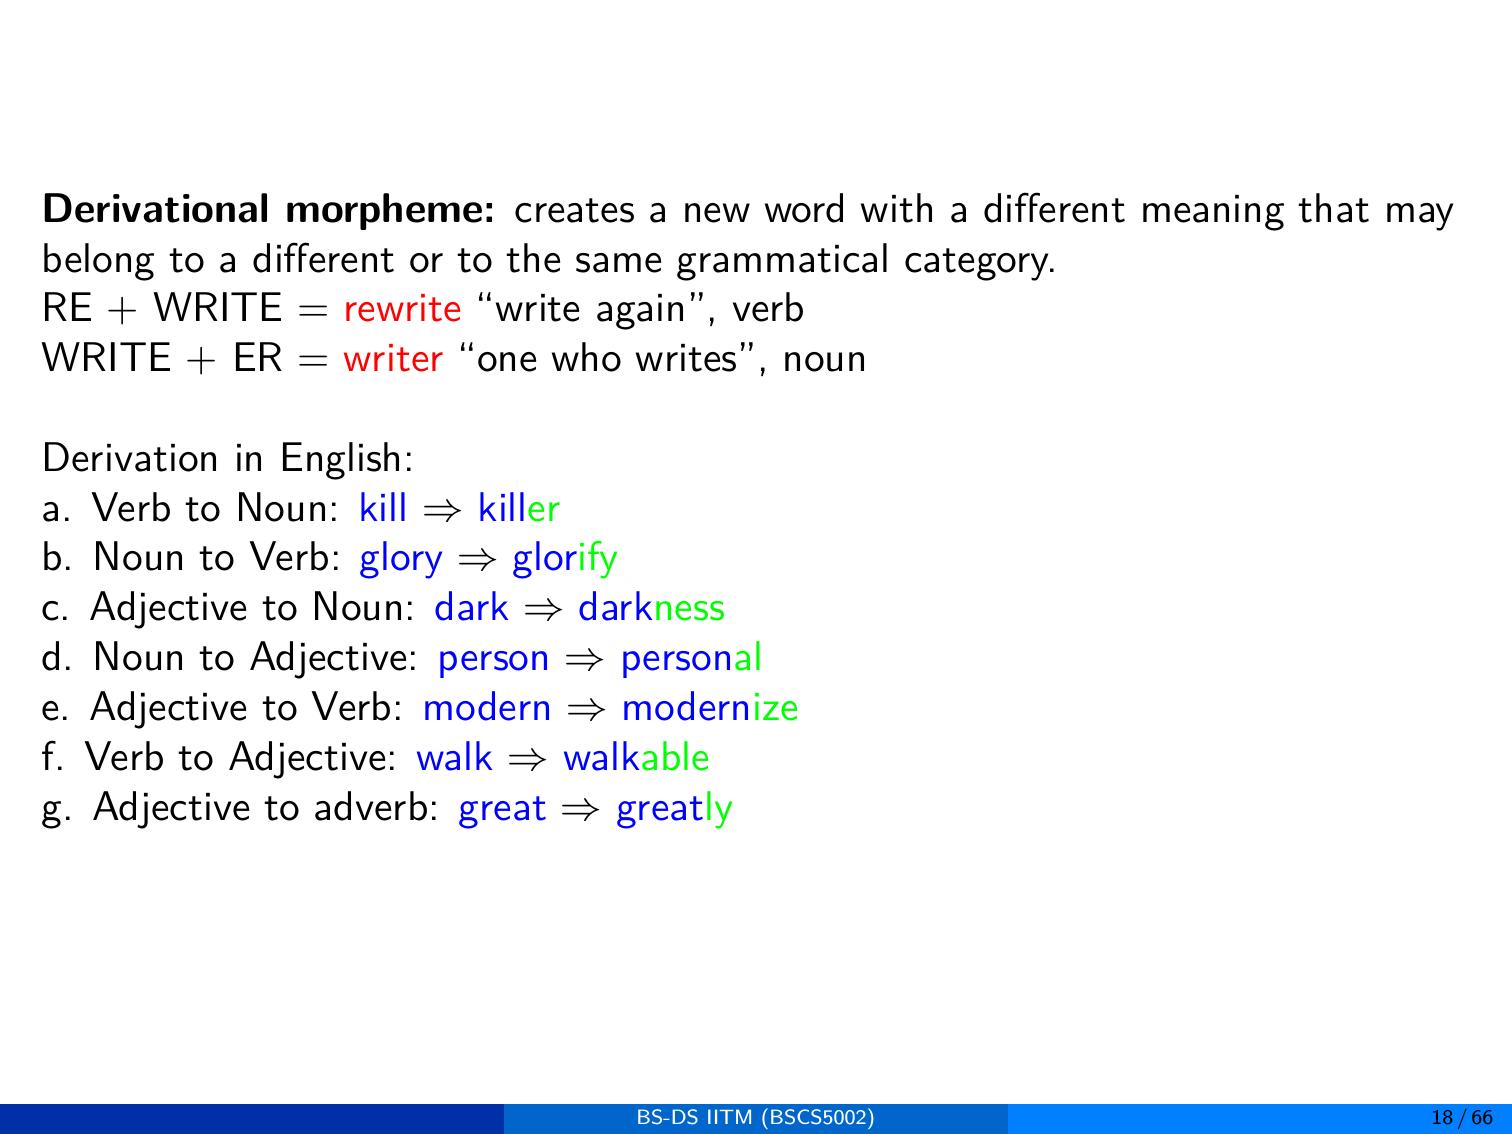 Derivational morpheme: creates a new word with a different meaning that may
belong to a different or to the same grammatical category.
RE + WRITE = rewrite “write again”, verb
WRITE + ER = writer “one who writes”, noun
Derivation in English:
a. Verb to Noun: kill ⇒ killer
b. Noun to Verb: glory ⇒ glorify
c. Adjective to Noun: dark ⇒ darkness
d. Noun to Adjective: person ⇒ personal
e. Adjective to Verb: modern ⇒ modernize
f. Verb to Adjective: walk ⇒ walkable
g. Adjective to adverb: great ⇒ greatly
BS-DS IITM (BSCS5002) 18 / 66